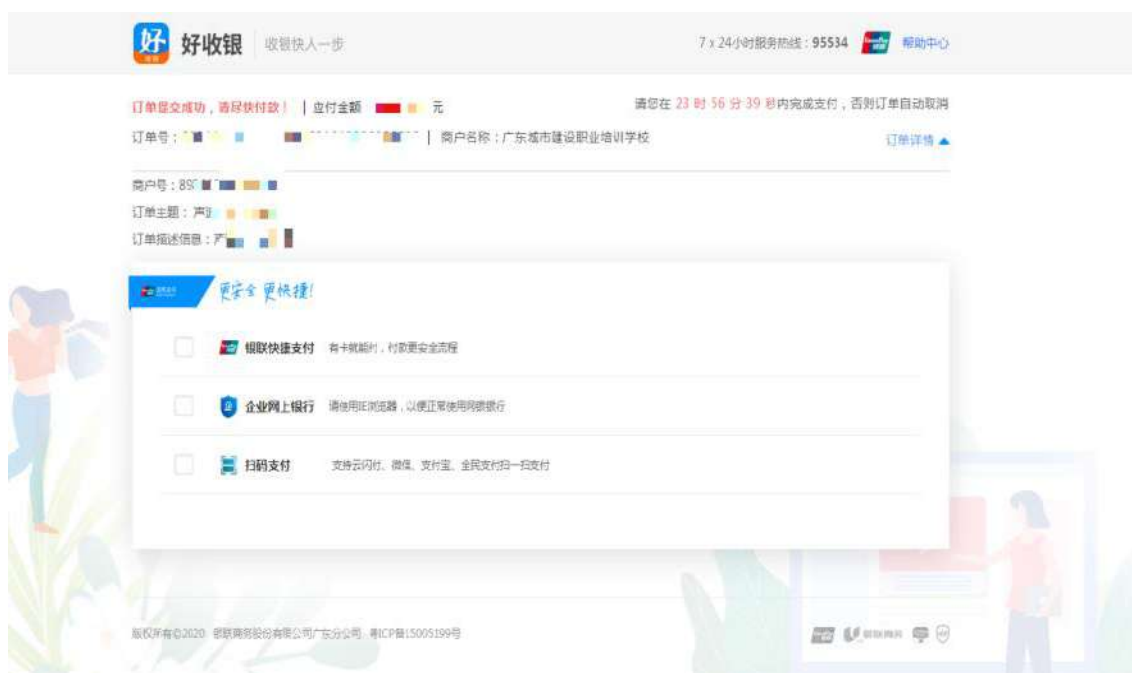 好收银 收银快人一步
7 x 24小时服务热线：95534 帮助中心
订单提交成功，请尽快付款！ | 应付金额 元
请您在 23 时 56 分 39 秒内完成支付，否则订单自动取消
订单号： | 商户名称：广东城市建设职业培训学校
订单详情
商户号：89
订单主题：
订单描述信息：
更安全 更快捷!
银联快捷支付 有卡就能付，付款更安全流程
企业网上银行 请使用IE浏览器，以便正常使用网银银行
扫码支付 支持云闪付、微信、支付宝、全民支付扫一扫支付
版权所有©2020 银联商务股份有限公司广东分公司 粤ICP备15005199号
银联商务